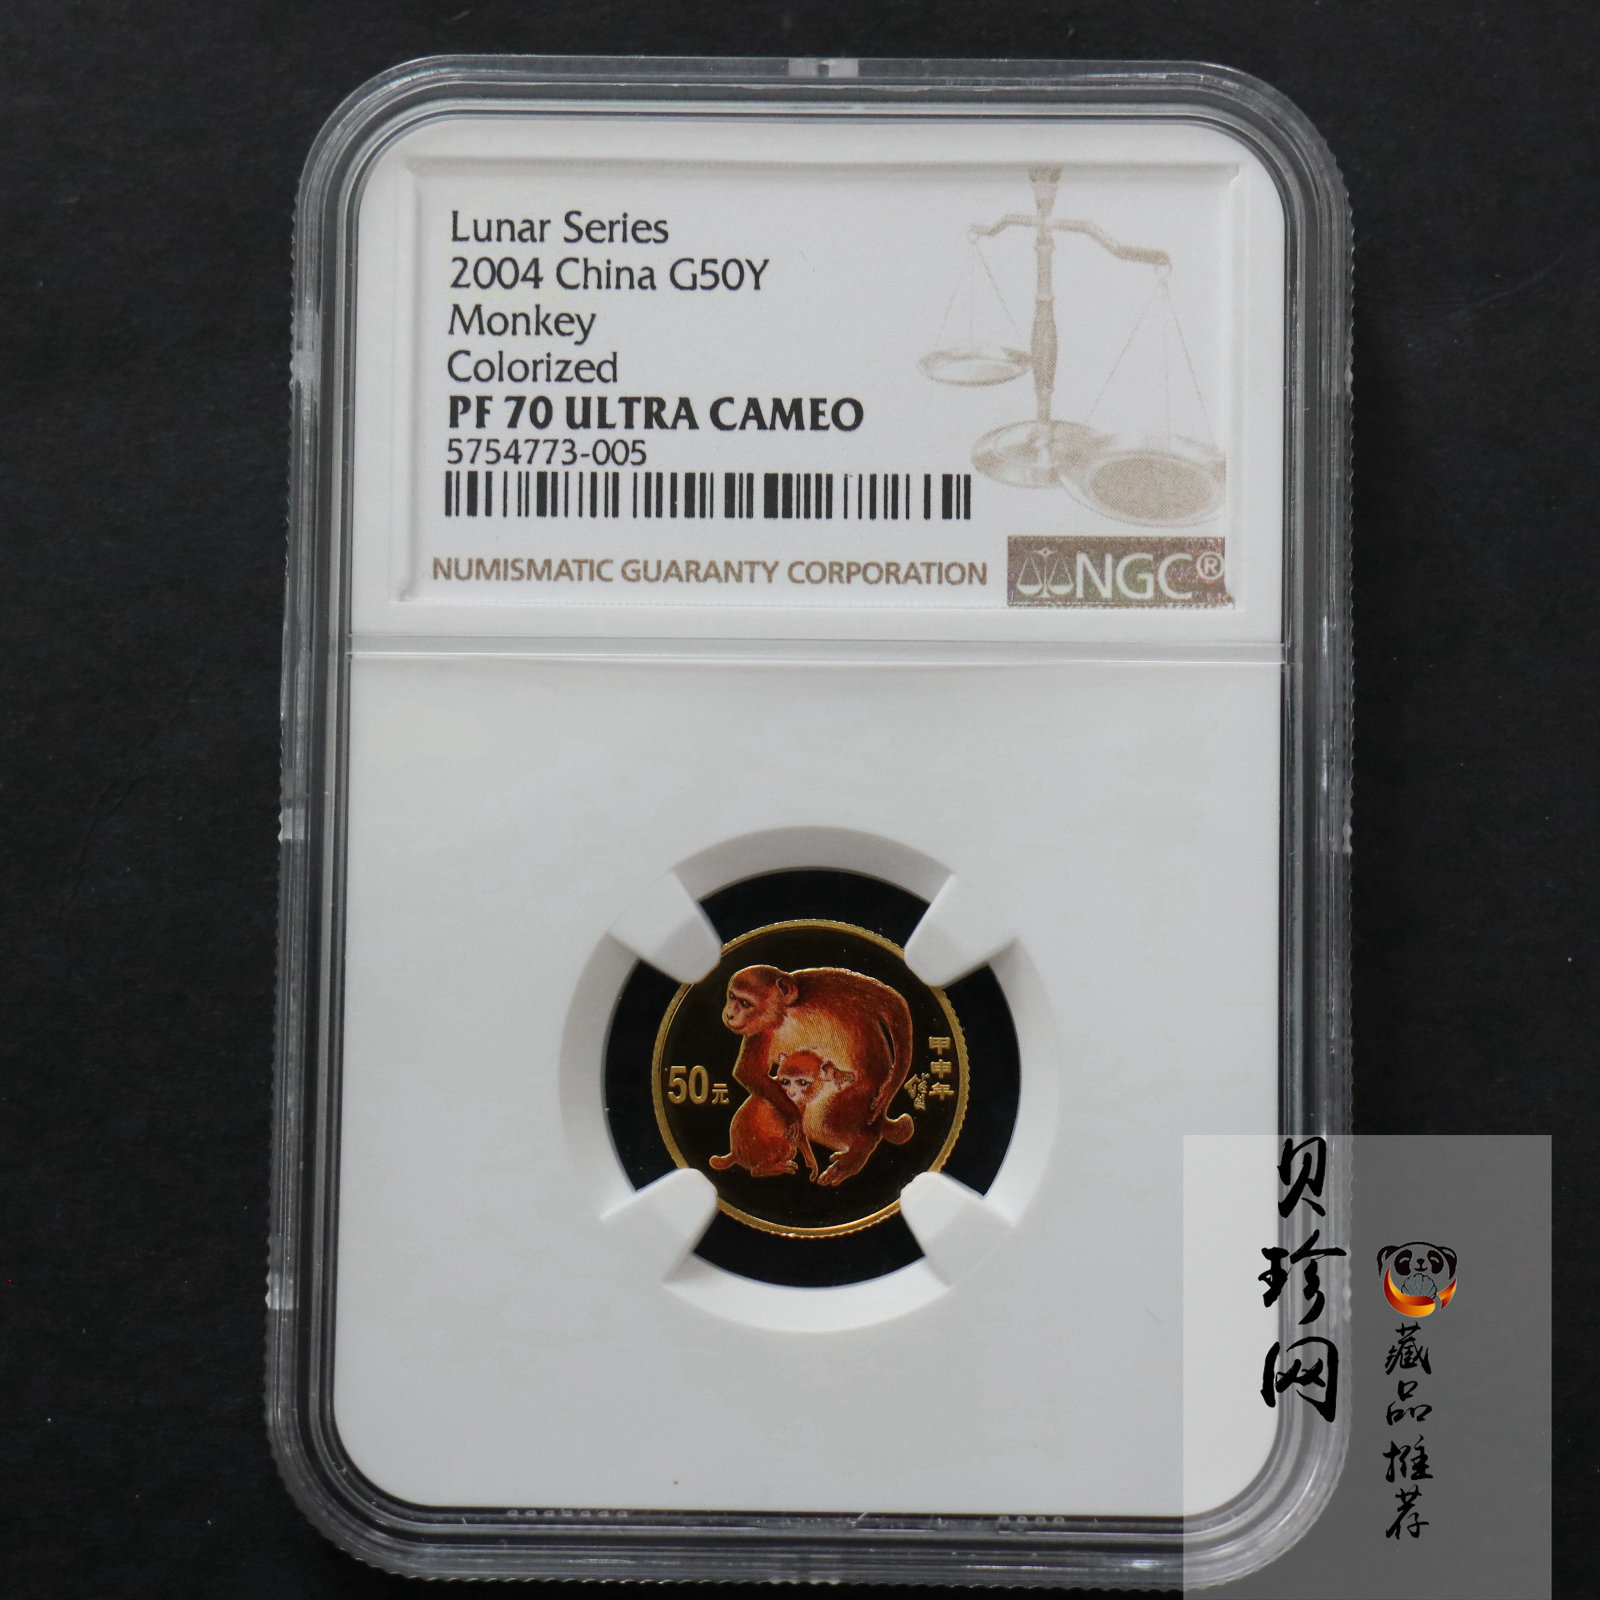 Lunar Series
2004 China G50Y
Monkey
Colorized
PF 70 ULTRA CAMEO
5754773-005
NUMISMATIC GUARANTY CORPORATION
NGC®
50元
甲申年
贝珍网
藏品推荐